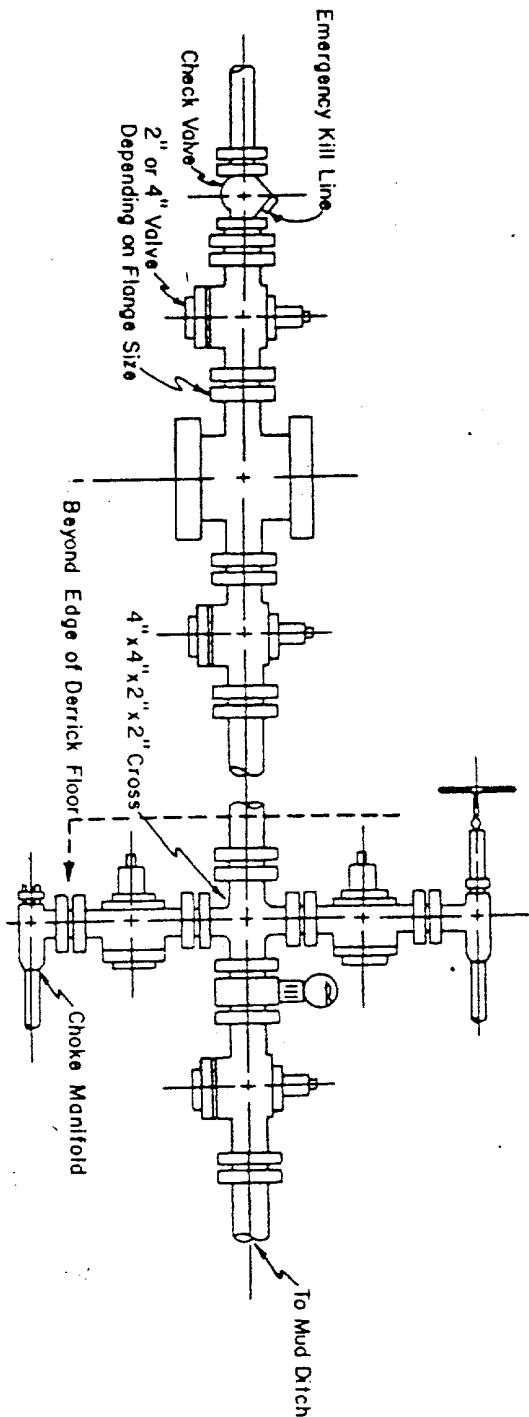 Emergency Kill Line
Check Valve
2" or 4" Valve
Depending on Flange Size
Beyond Edge of Derrick Floor
4"x4"x2"x2" Cross
Choke Manifold
To Mud Ditch